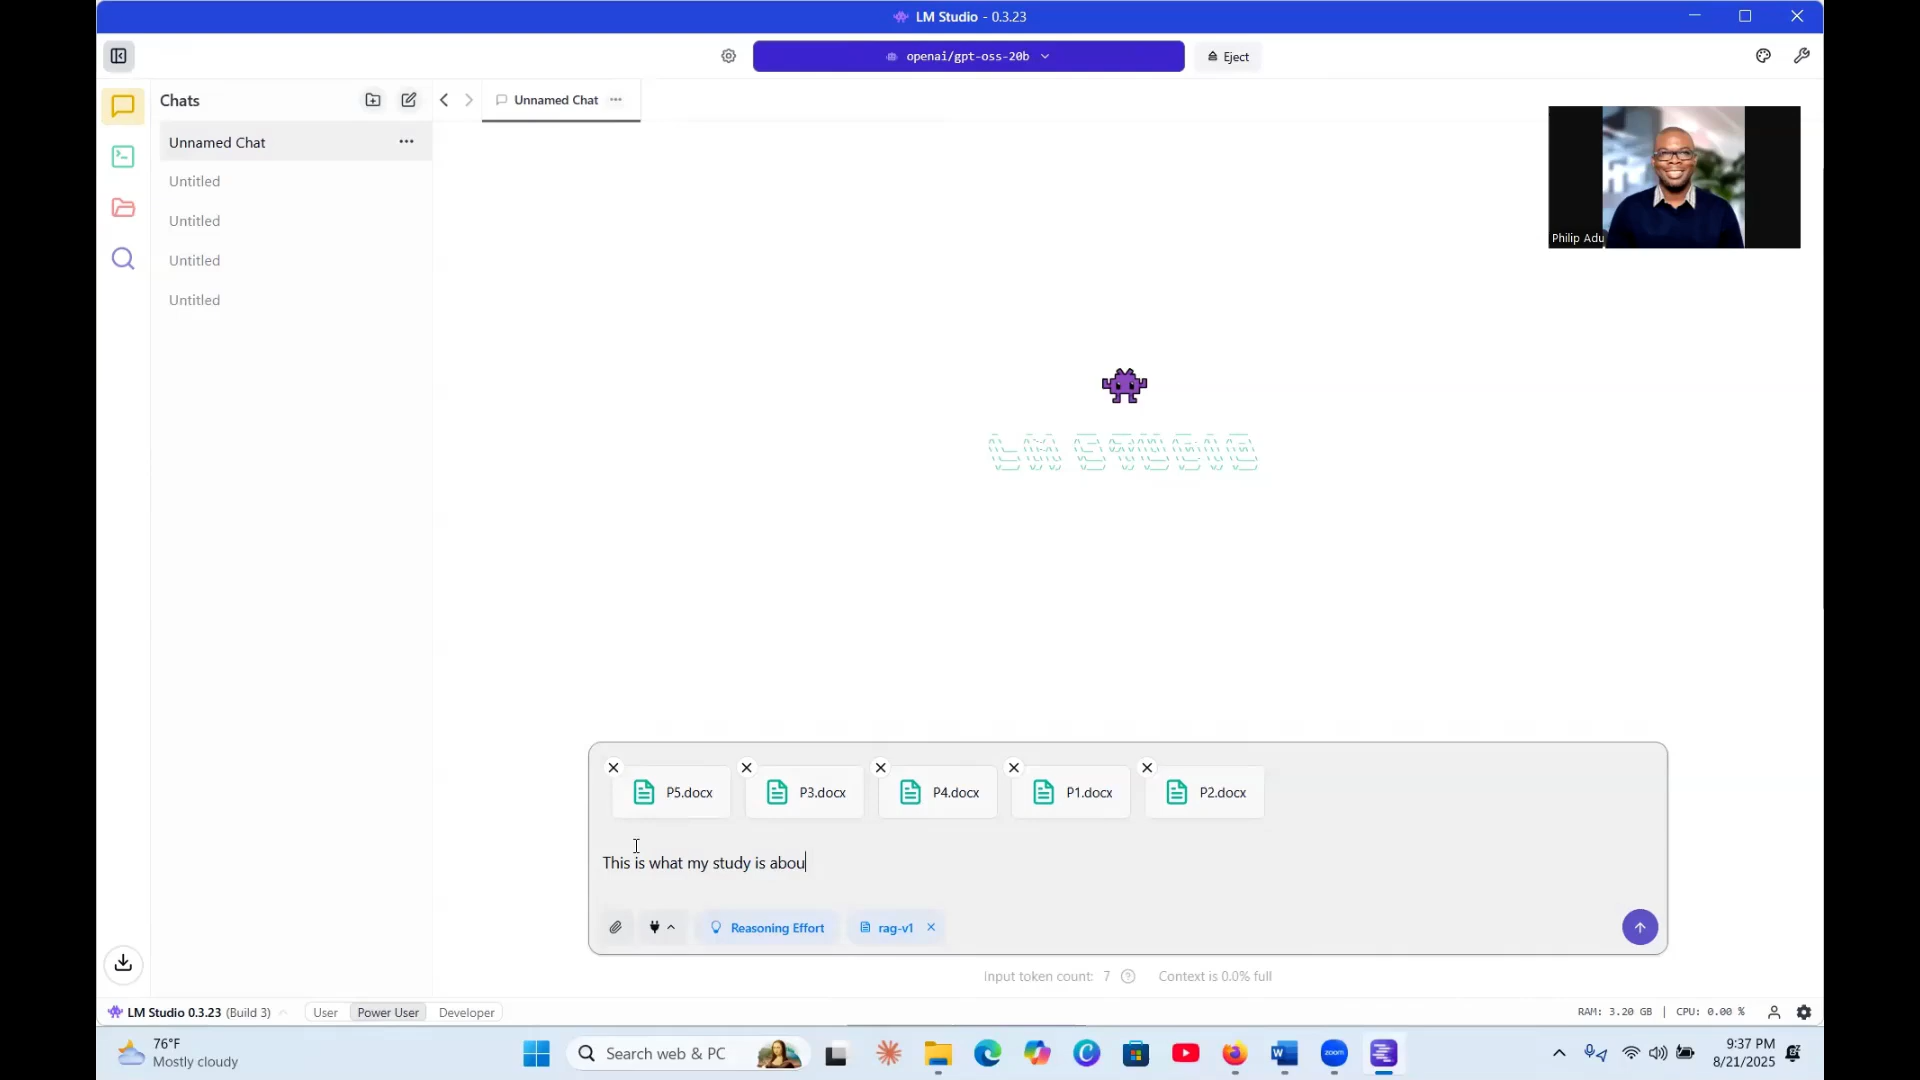 LM Studio - 0.3.23
openai/gpt-oss-20b
Eject
Chats
Unnamed Chat
Unnamed Chat
Untitled
Untitled
Untitled
Untitled
Philip Adu
LM STUDIO
P5.docx
P3.docx
P4.docx
P1.docx
P2.docx
This is what my study is abou
Reasoning Effort
rag-v1
Input token count: 7
Context is 0.0% full
LM Studio 0.3.23 (Build 3)
User
Power User
Developer
RAM: 3.20 GB | CPU: 0.00 %
76°F
Mostly cloudy
Search web & PC
zoom
9:37 PM
8/21/2025